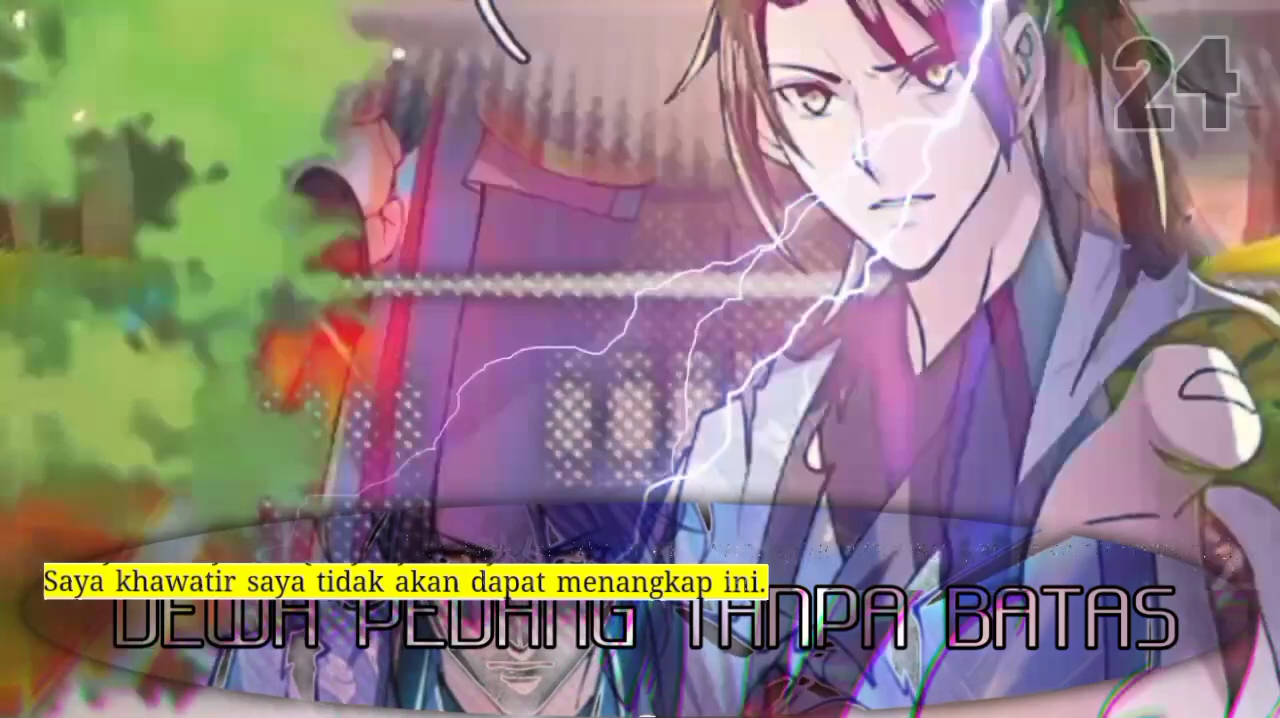 24
Saya khawatir saya tidak akan dapat menangkap ini.
DEWA PEDANG TANPA BATAS